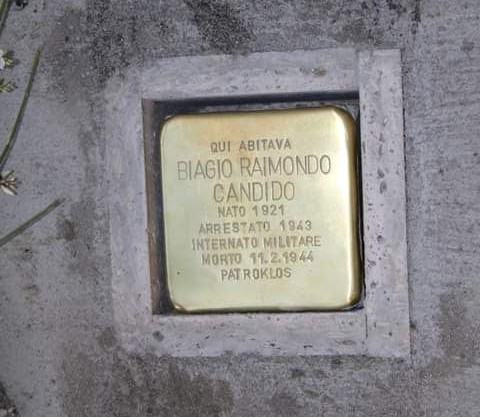 QUI ABITAVA
BIAGIO RAIMONDO
CANDIDO
NATO 1921
ARRESTATO 1943
INTERNATO MILITARE
MORTO 11.2.1944
PATROKLOS